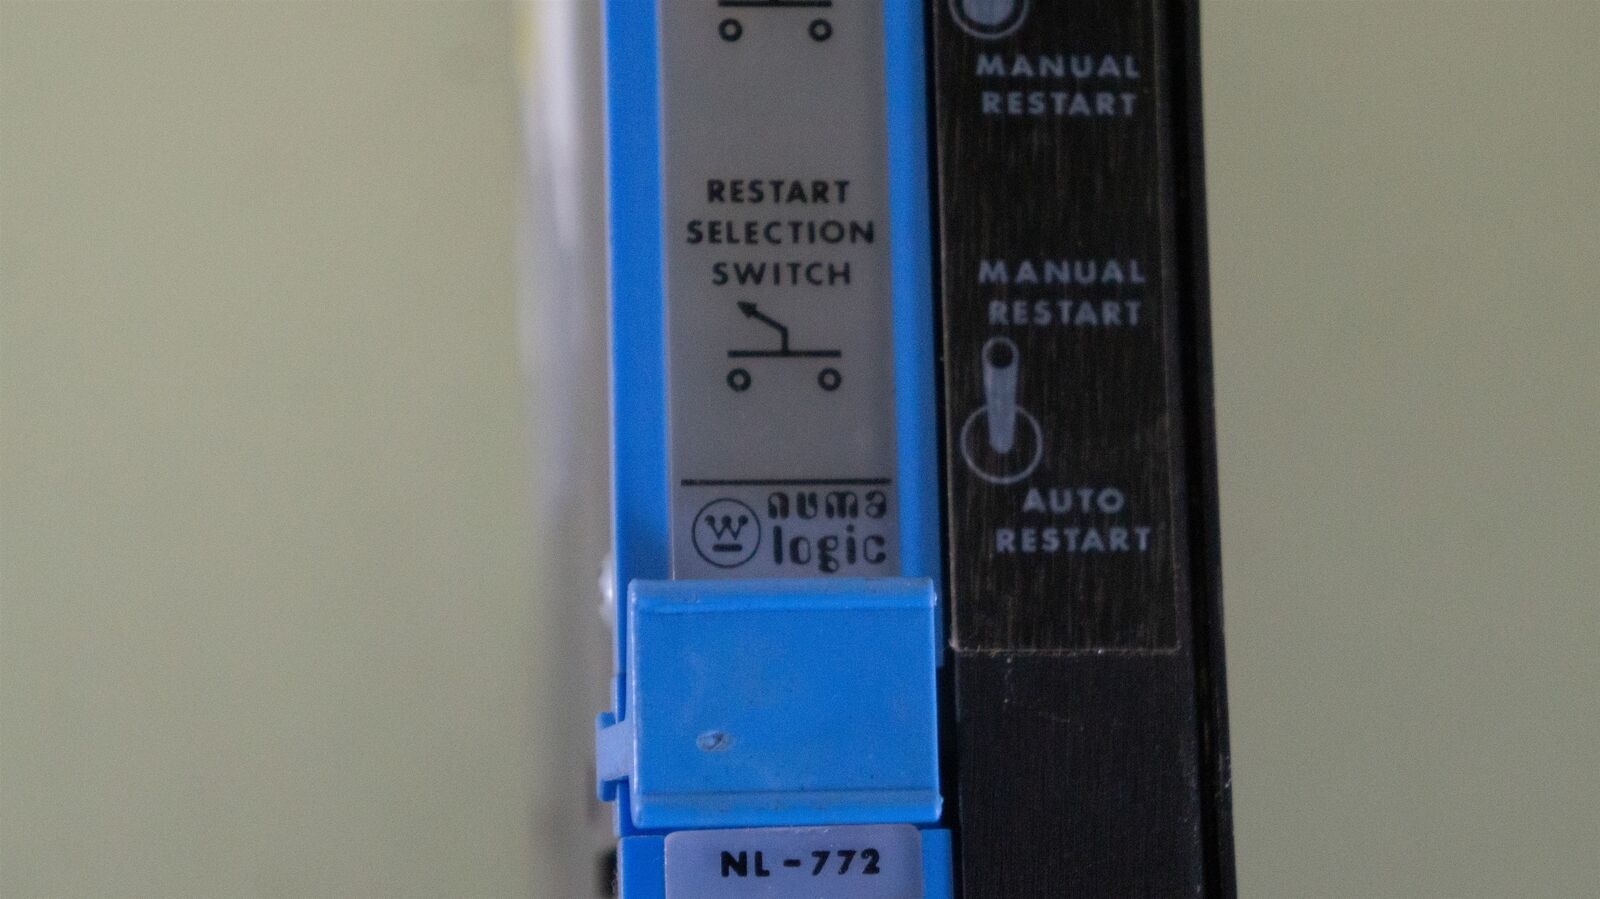 RESTART
SELECTION
SWITCH
W
numa
logic
NL-772
MANUAL
RESTART
MANUAL
RESTART
AUTO
RESTART